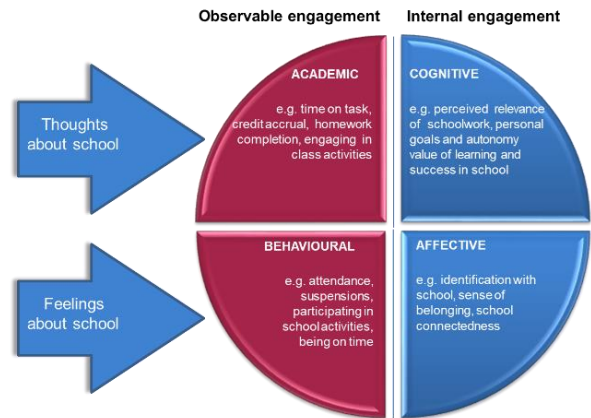 Observable engagement
Internal engagement
Thoughts
about school
ACADEMIC
e.g. time on task,
credit accrual, homework
completion, engaging in
class activities
COGNITIVE
e.g. perceived relevance
of schoolwork, personal
goals and autonomy
value of learning and
success in school
Feelings
about school
BEHAVIOURAL
e.g. attendance,
suspensions,
participating in
school activities,
being on time
AFFECTIVE
e.g. identification with
school, sense of
belonging, school
connectedness